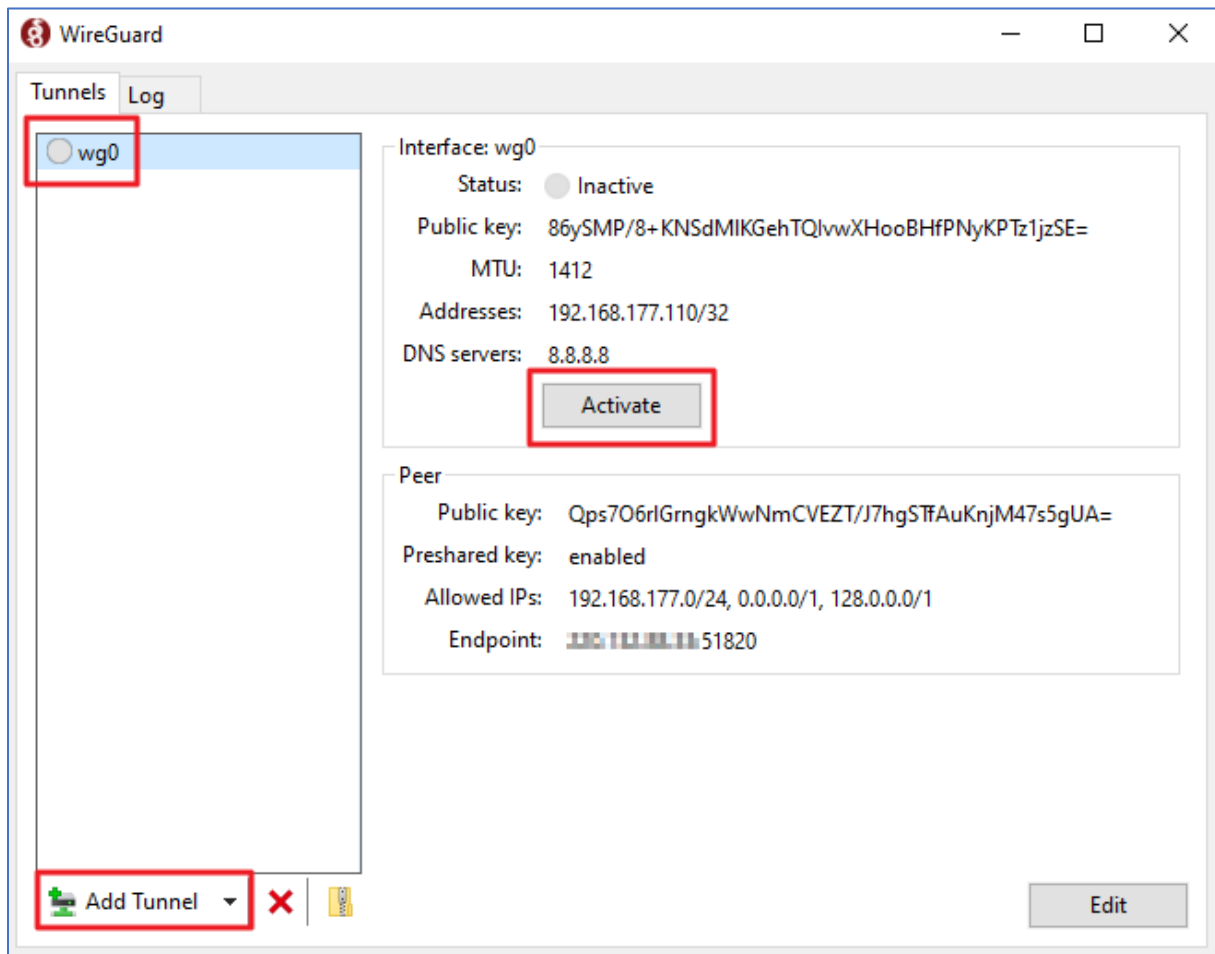 WireGuard
Tunnels Log
wg0
Interface: wg0
Status: Inactive
Public key: 86ySMP/8+KNSdMIKGehTQIvwXHooBHfPNyKPTz1jzSE=
MTU: 1412
Addresses: 192.168.177.110/32
DNS servers: 8.8.8.8
Activate
Peer
Public key: Qps7O6rIGrngkWwNmCVEZT/J7hgSTfAuKnjM47s5gUA=
Preshared key: enabled
Allowed IPs: 192.168.177.0/24, 0.0.0.0/1, 128.0.0.0/1
Endpoint: 51820
Add Tunnel
Edit